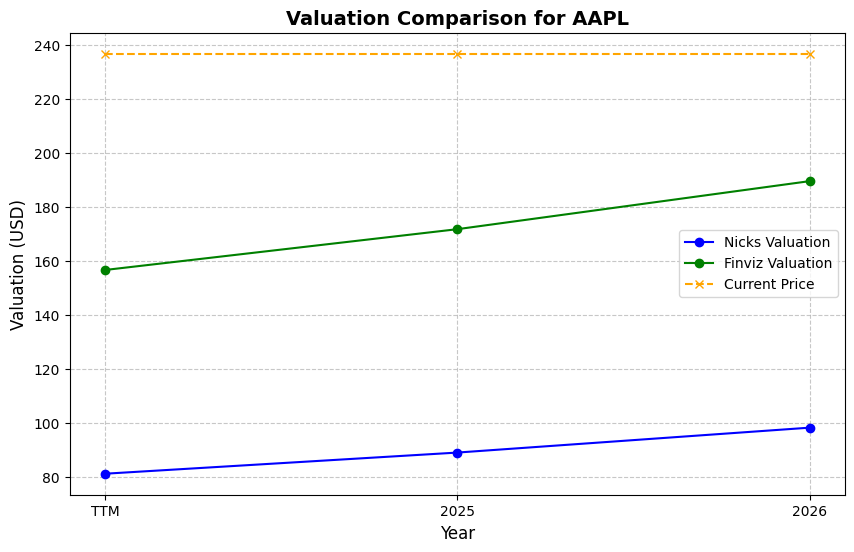 Valuation Comparison for AAPL
Valuation (USD)
240
220
200
180
160
140
120
100
80
Nicks Valuation
Finviz Valuation
Current Price
TTM
2025
2026
Year